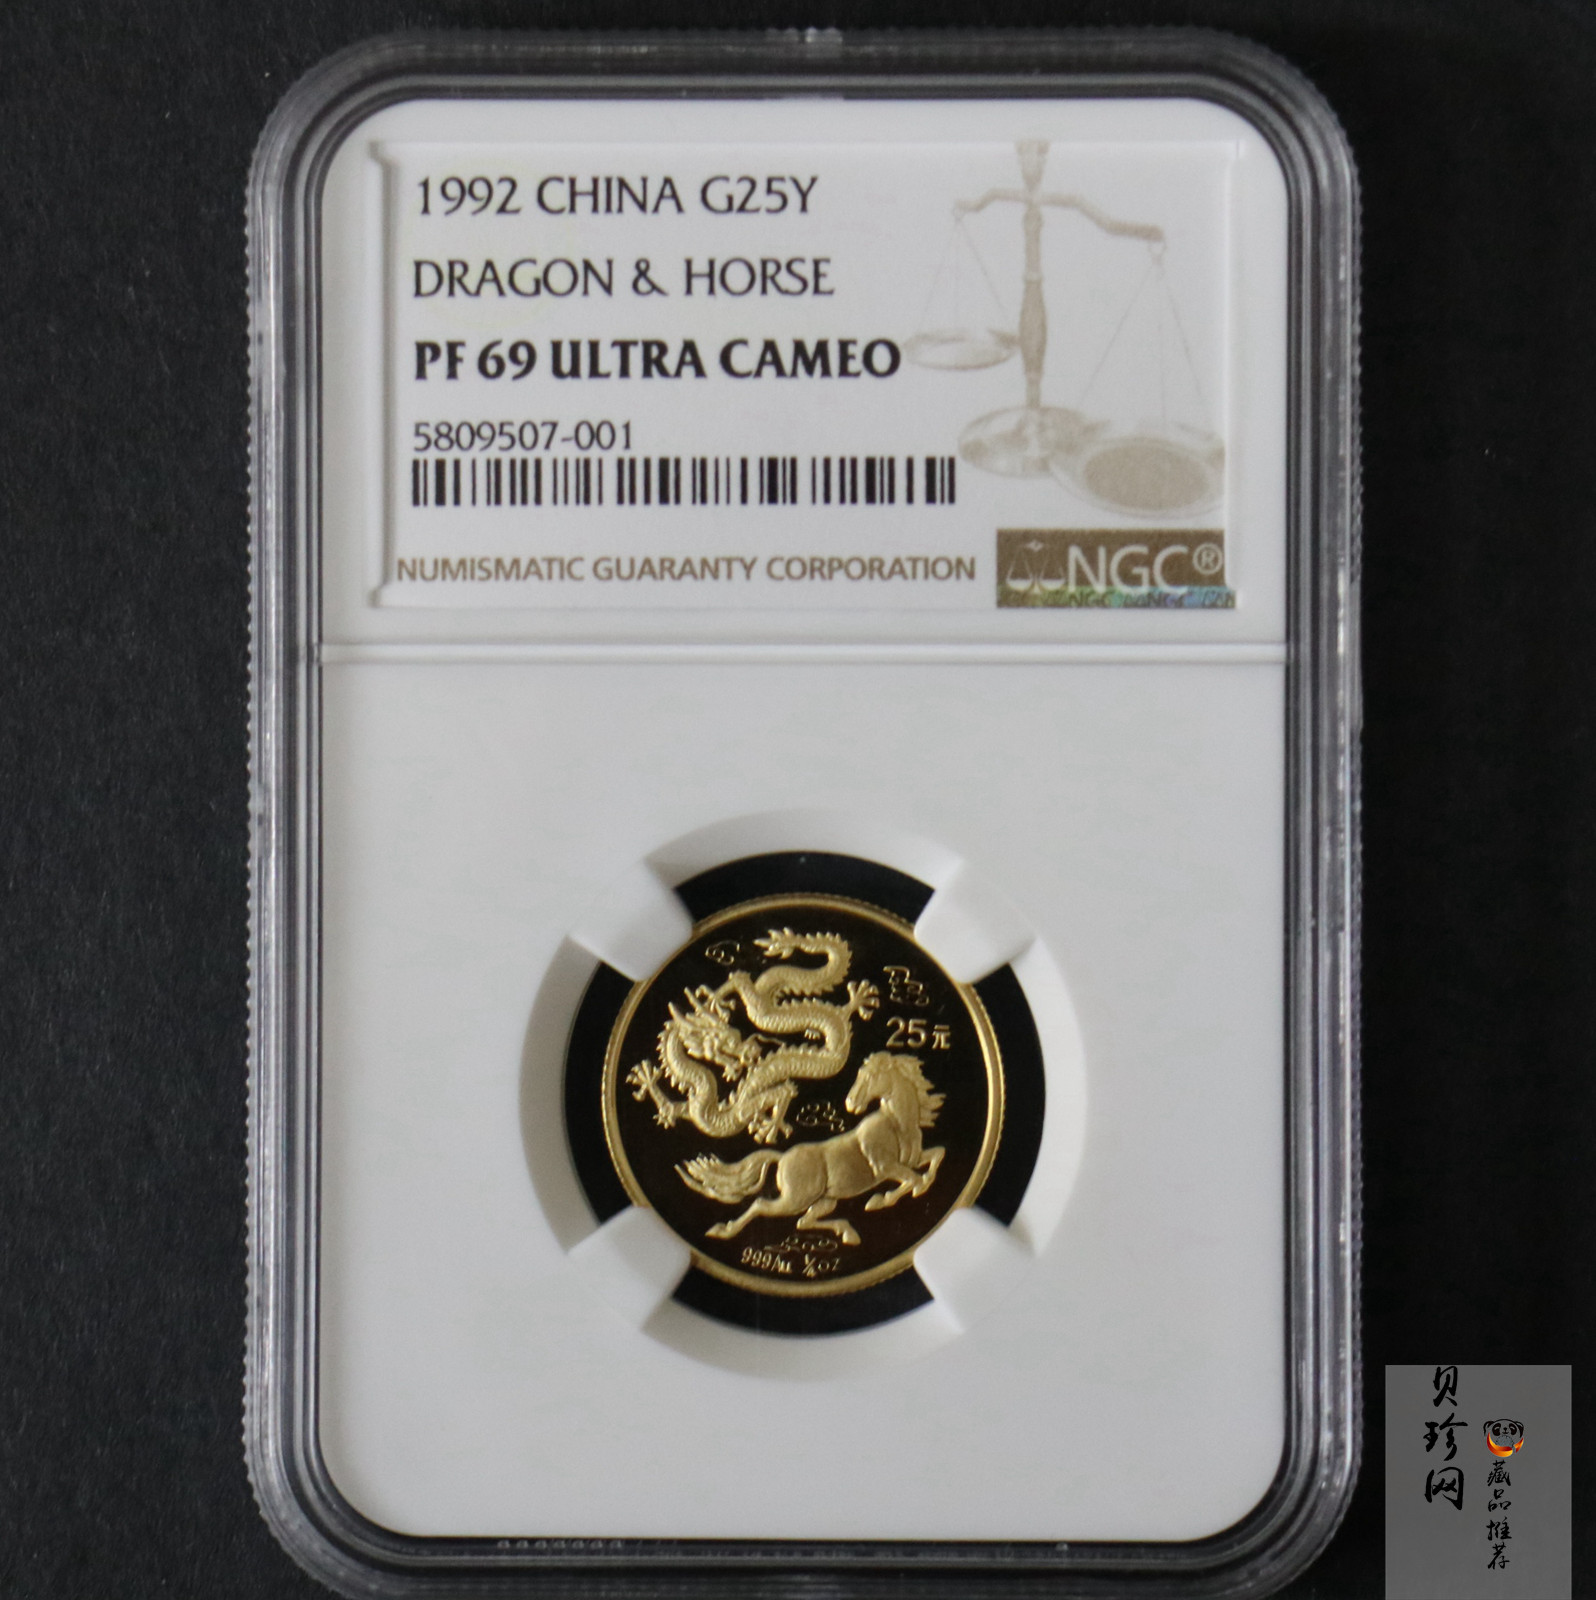 1992 CHINA G25Y
DRAGON & HORSE
PF 69 ULTRA CAMEO
5809507-001
NUMISMATIC GUARANTY CORPORATION
NGC®
25元
999Au ¼oz
贝珍网
藏品推荐